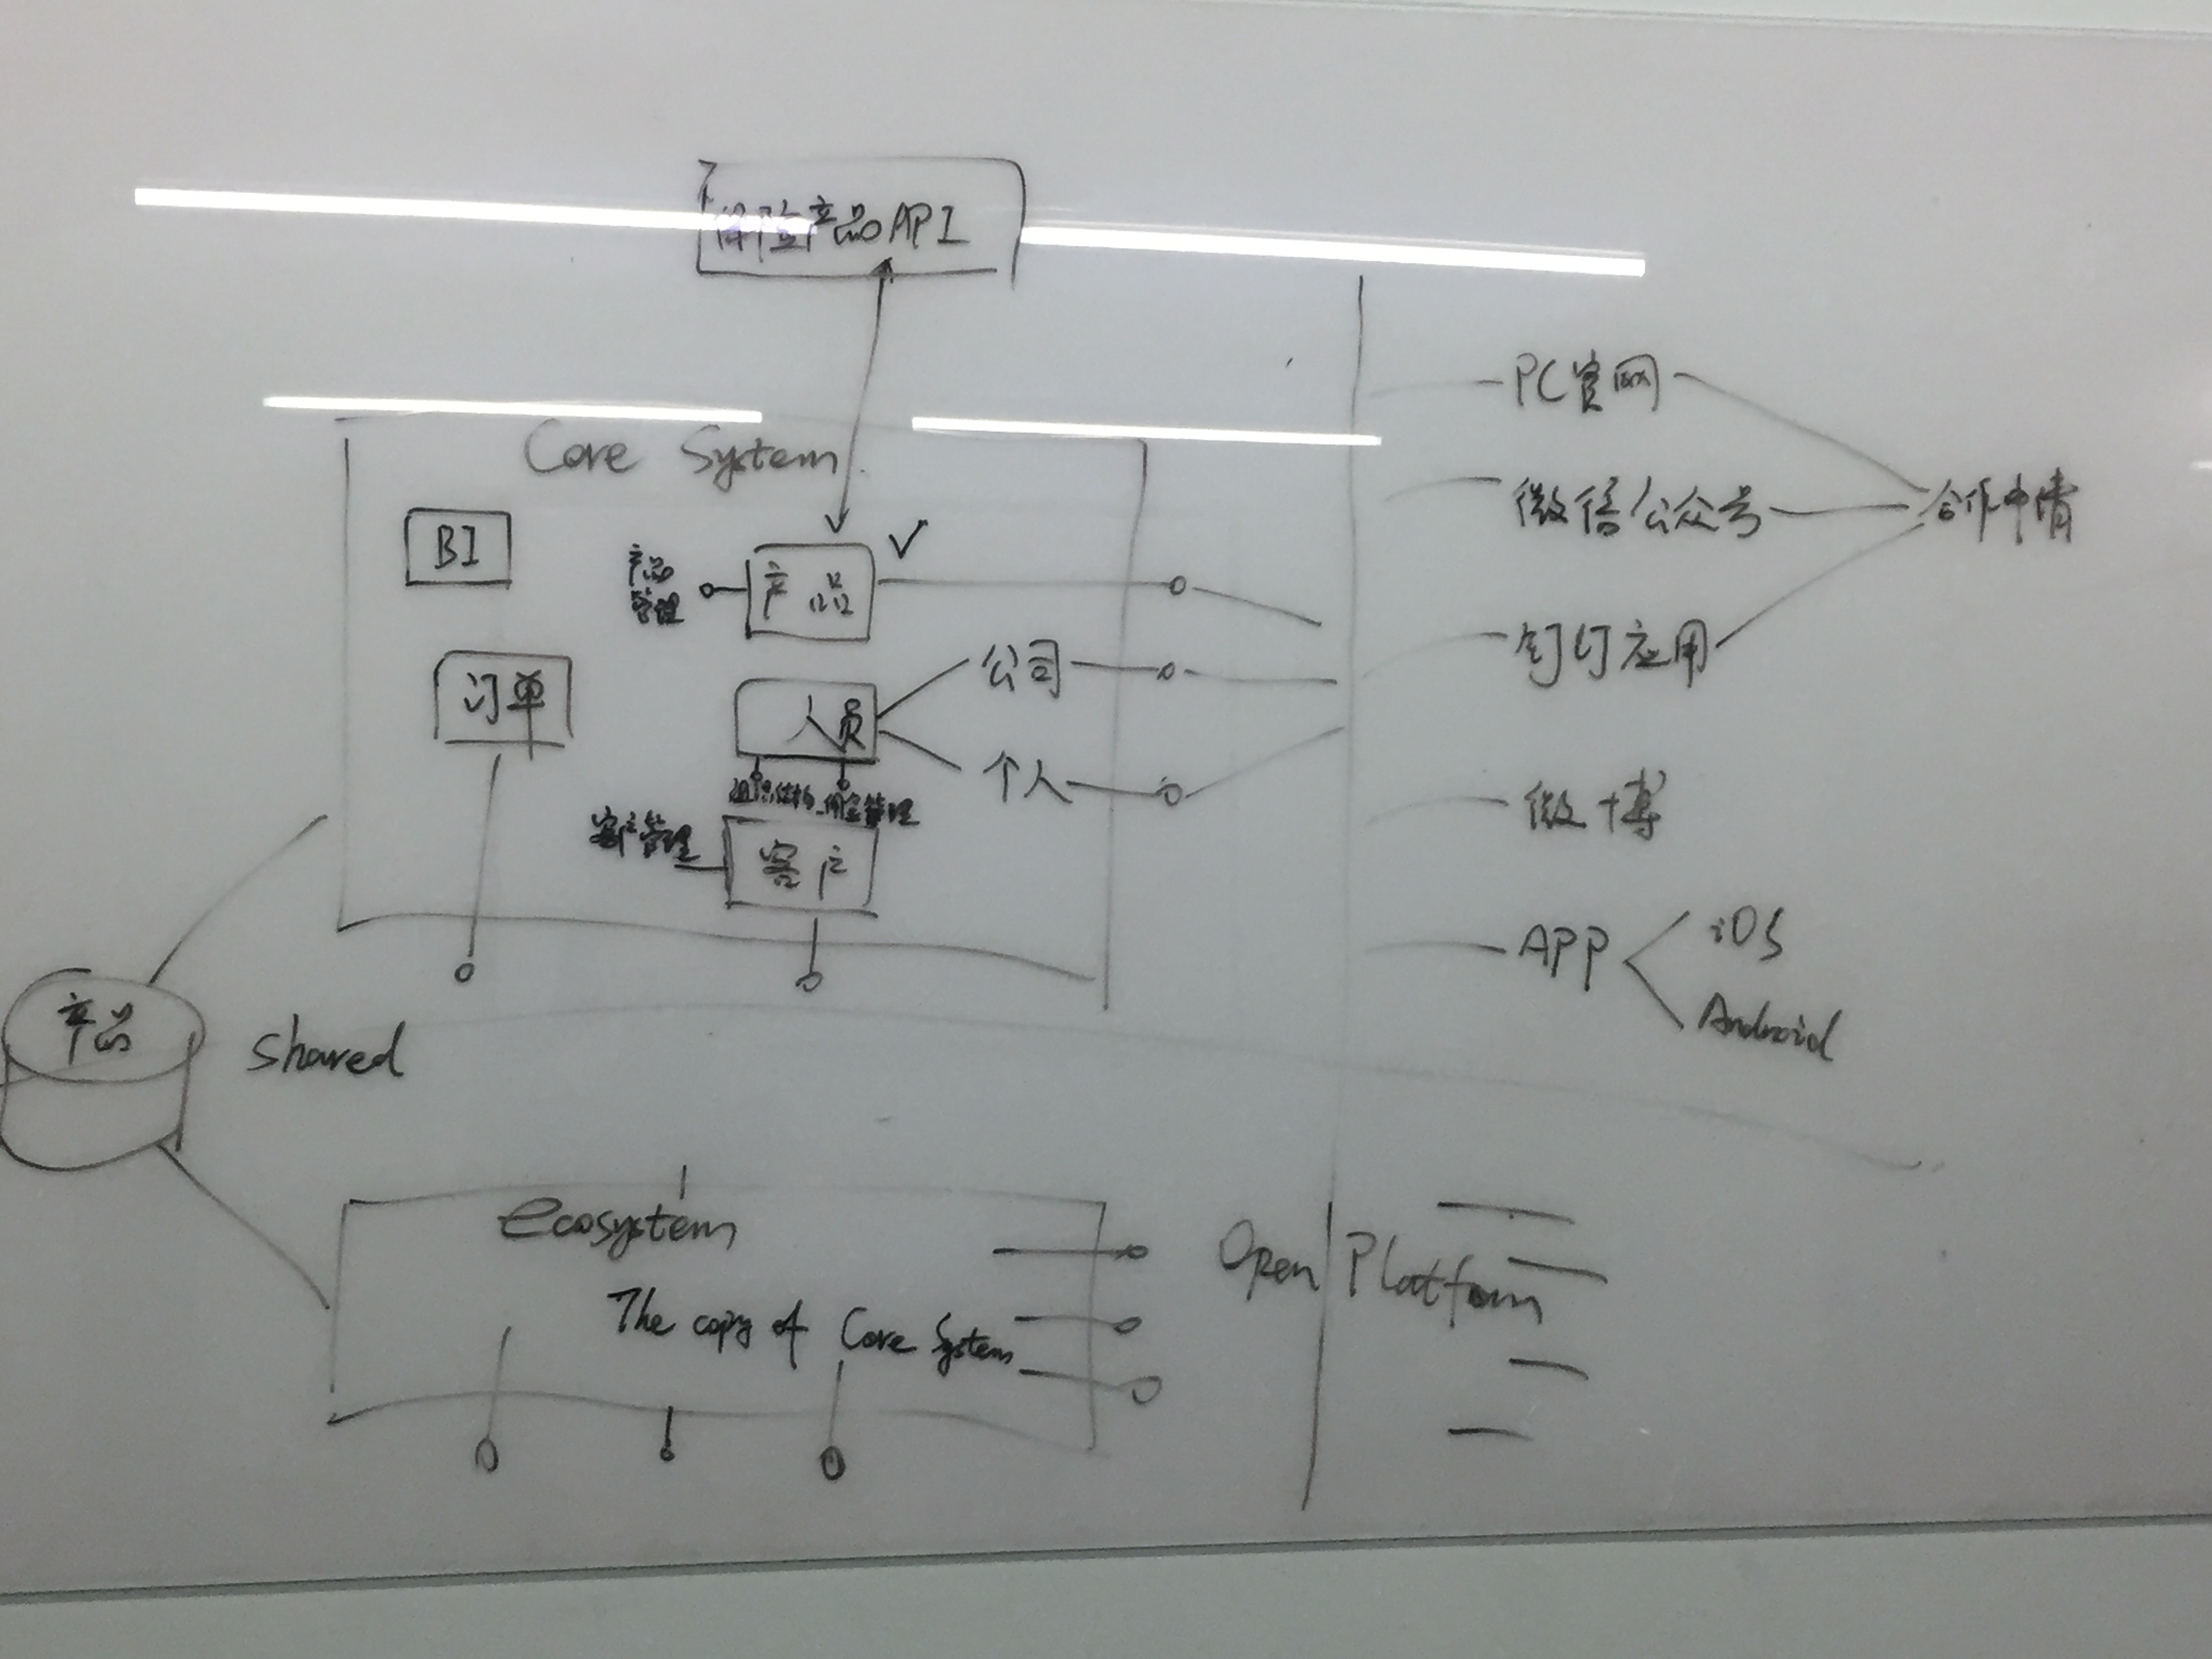 保险产品API
Core System
BI
产品
管理
产品
订单
人员
公司
个人
组织结构
佣金管理
客户管理
客户
PC官网
微信公众号
钉钉应用
微博
APP
iOS
Android
合作申请
产品
shared
ecosystem
The copy of Core System
Open Platform